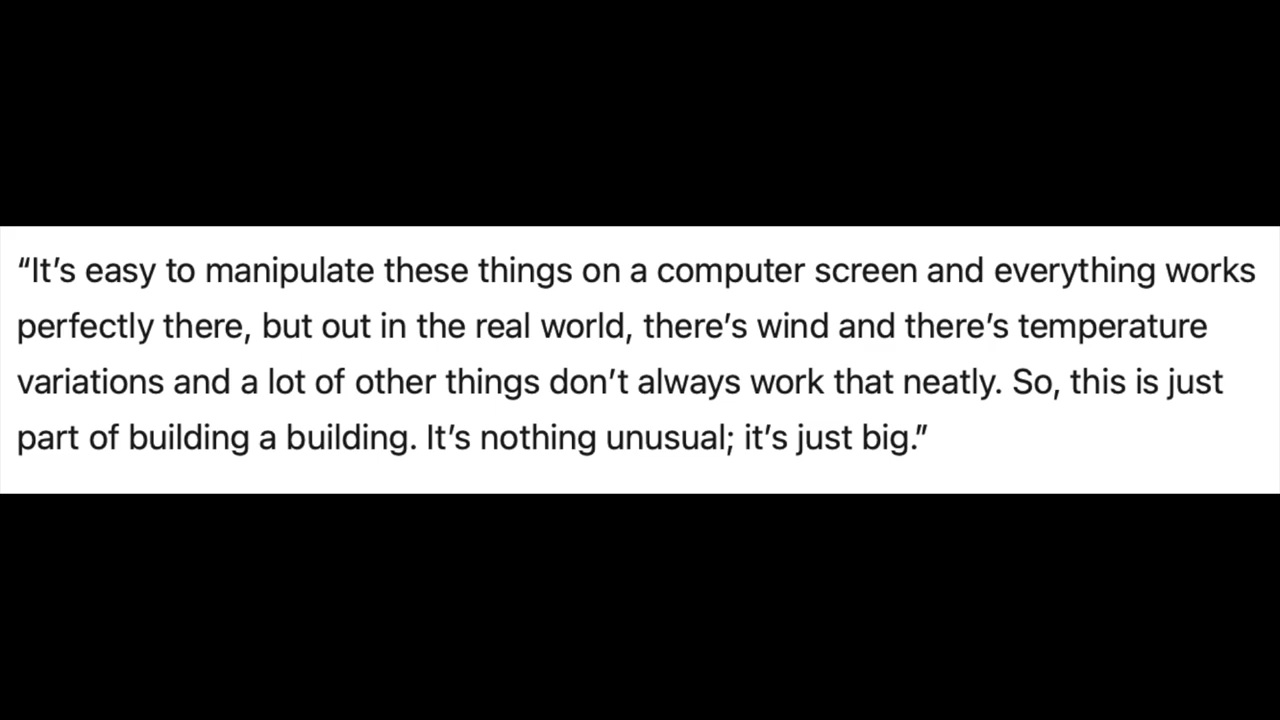 “It’s easy to manipulate these things on a computer screen and everything works
perfectly there, but out in the real world, there’s wind and there’s temperature
variations and a lot of other things don’t always work that neatly. So, this is just
part of building a building. It’s nothing unusual; it’s just big.”